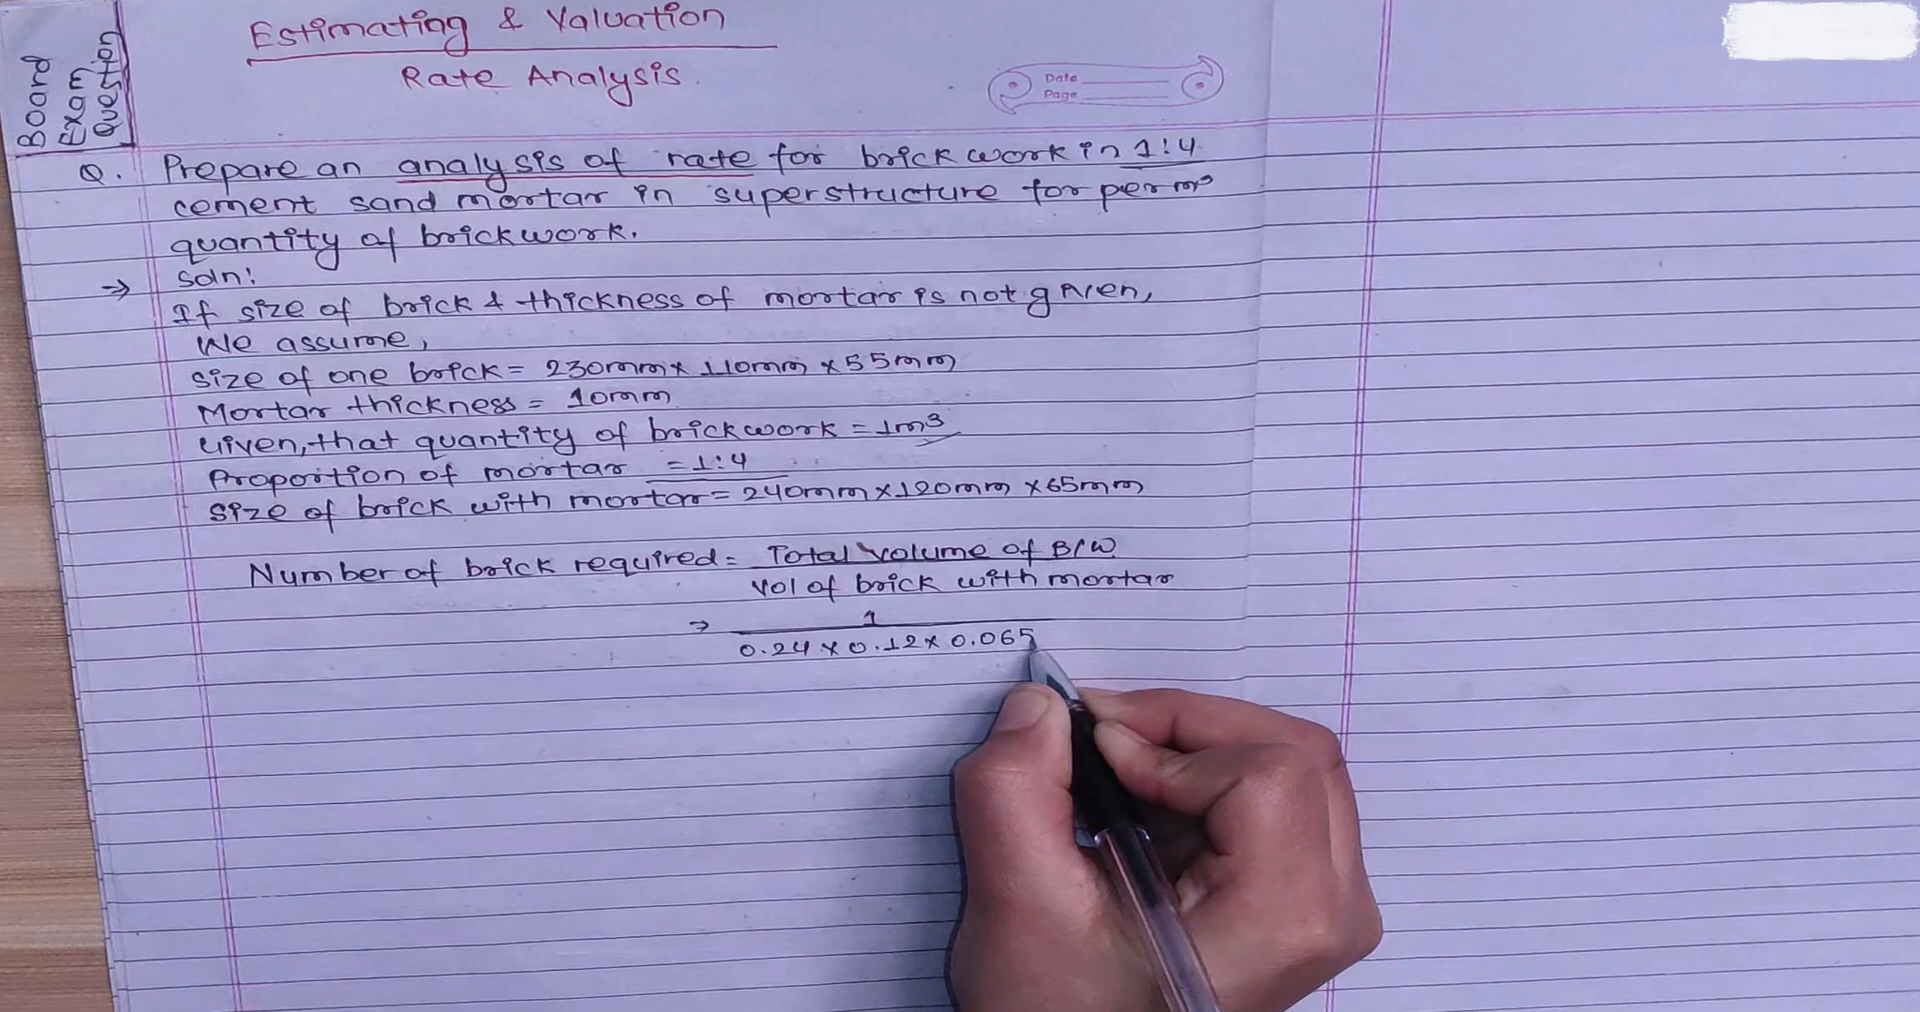 Board
Exam
Question
Estimating & Valuation
Rate Analysis.
Date
Page
Q. Prepare an analysis of rate for brickwork in 1:4
cement sand mortar in superstructure for per m³
quantity of brickwork.
→ Soln:
If size of brick & thickness of mortar is not given,
We assume,
Size of one brick = 230mm x 110mm x 55mm
Mortar thickness = 10mm
Given, that quantity of brickwork = 1m³
Proportion of mortar = 1:4
Size of brick with mortar = 240mm x 120mm x 65mm
Number of brick required = Total volume of B/W
Vol of brick with mortar
→ 1
0.24 x 0.12 x 0.065